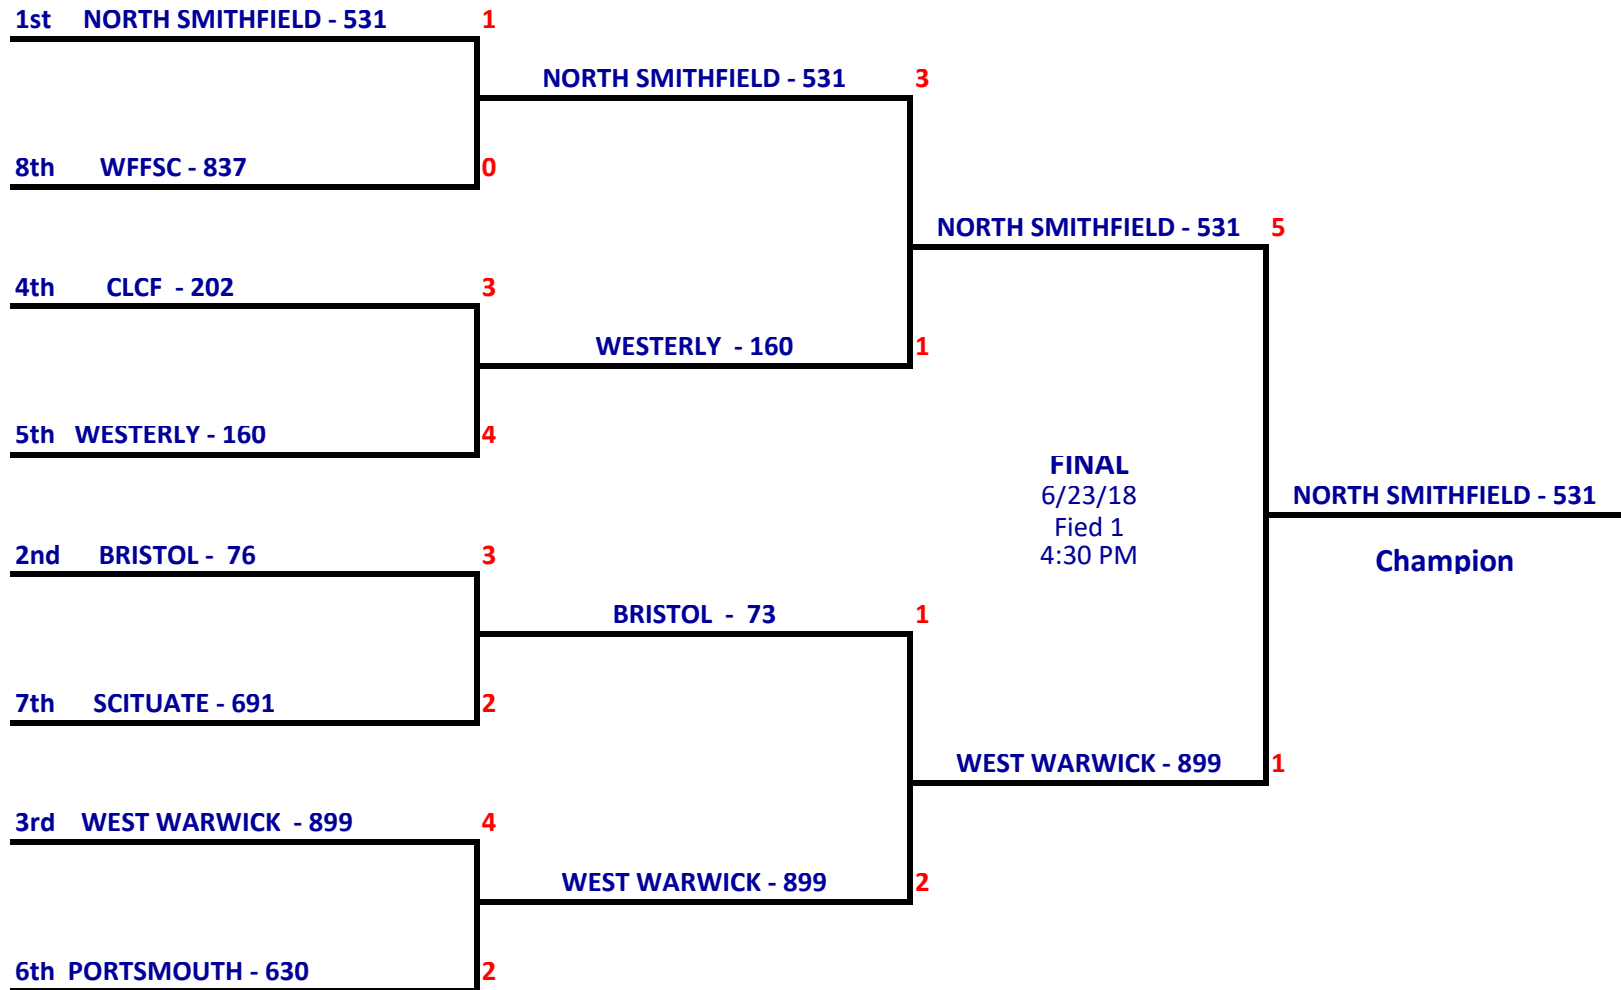 1st NORTH SMITHFIELD - 531 1
NORTH SMITHFIELD - 531 3
8th WFFSC - 837 0
NORTH SMITHFIELD - 531 5
4th CLCF - 202 3
WESTERLY - 160 1
5th WESTERLY - 160 4
FINAL
6/23/18
Fied 1
4:30 PM
NORTH SMITHFIELD - 531
Champion
2nd BRISTOL - 76 3
BRISTOL - 73 1
7th SCITUATE - 691 2
WEST WARWICK - 899 1
3rd WEST WARWICK - 899 4
WEST WARWICK - 899 2
6th PORTSMOUTH - 630 2